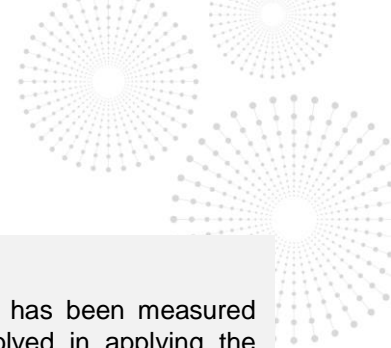 has been measured
olved in applying the